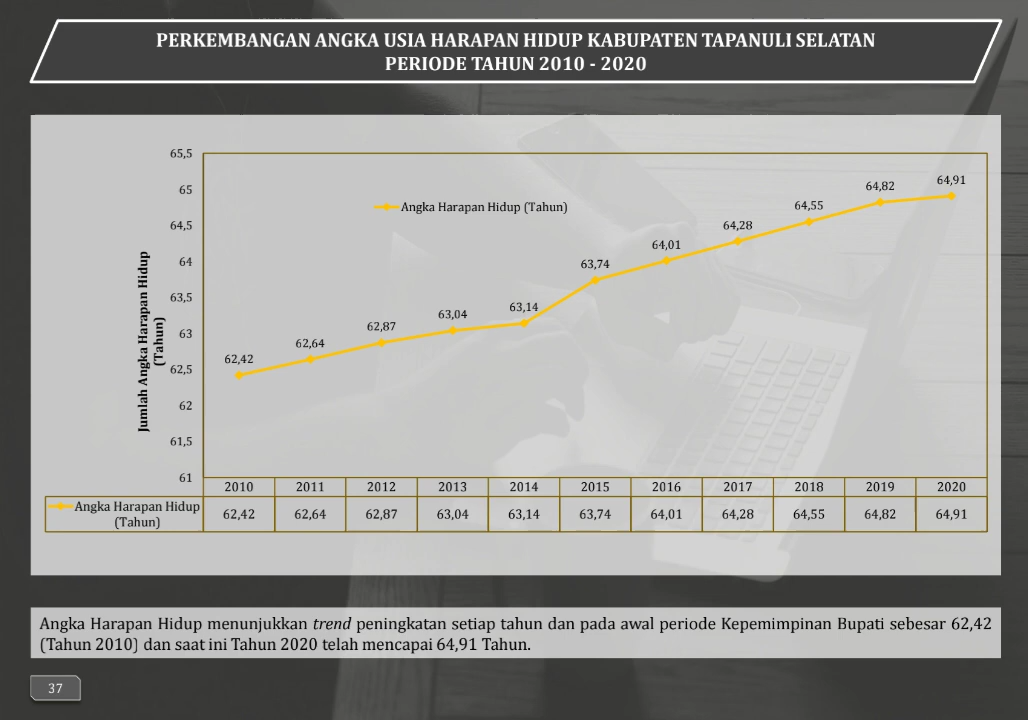 PERKEMBANGAN ANGKA USIA HARAPAN HIDUP KABUPATEN TAPANULI SELATAN
PERIODE TAHUN 2010 - 2020
Jumlah Angka Harapan Hidup
(Tahun)
65,5
65
64,5
64
63,5
63
62,5
62
61,5
61
Angka Harapan Hidup (Tahun)
62,42
62,64
62,87
63,04
63,14
63,74
64,01
64,28
64,55
64,82
64,91
2010 2011 2012 2013 2014 2015 2016 2017 2018 2019 2020
Angka Harapan Hidup
(Tahun)
62,42 62,64 62,87 63,04 63,14 63,74 64,01 64,28 64,55 64,82 64,91
Angka Harapan Hidup menunjukkan trend peningkatan setiap tahun dan pada awal periode Kepemimpinan Bupati sebesar 62,42
(Tahun 2010) dan saat ini Tahun 2020 telah mencapai 64,91 Tahun.
37